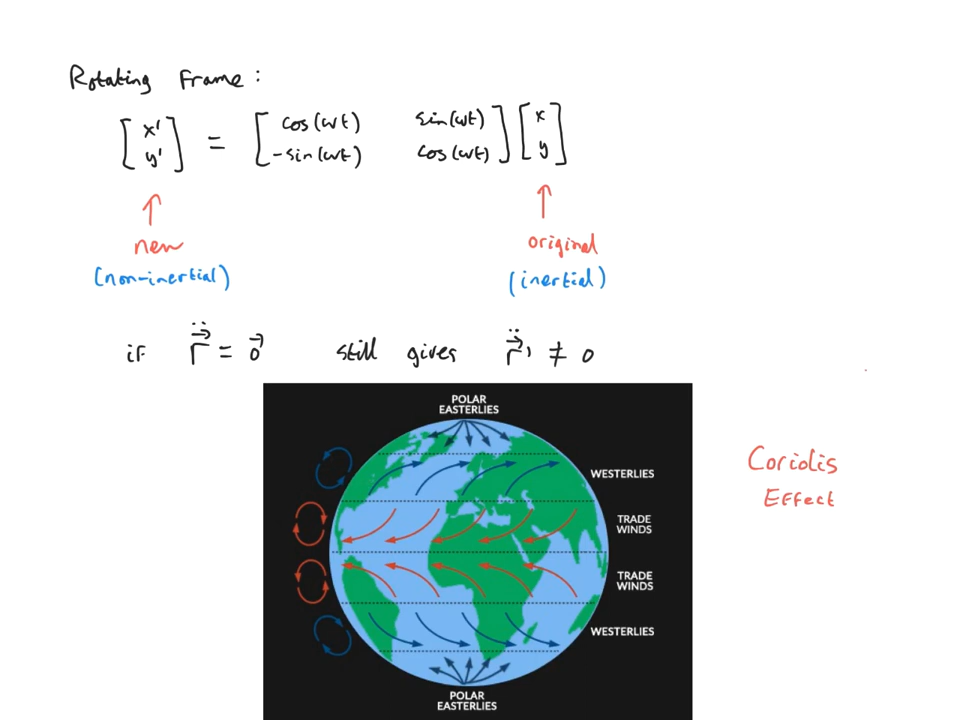 Rotating Frame:
[x' y'] = [cos(ωt) sin(ωt) -sin(ωt) cos(ωt)] [x y]
↑ ↑
new original
(non-inertial) (inertial)
if r⃗̈ = 0⃗ still gives r⃗̈' ≠ 0
POLAR
EASTERLIES
WESTERLIES
Coriolis
Effect
TRADE
WINDS
TRADE
WINDS
WESTERLIES
POLAR
EASTERLIES